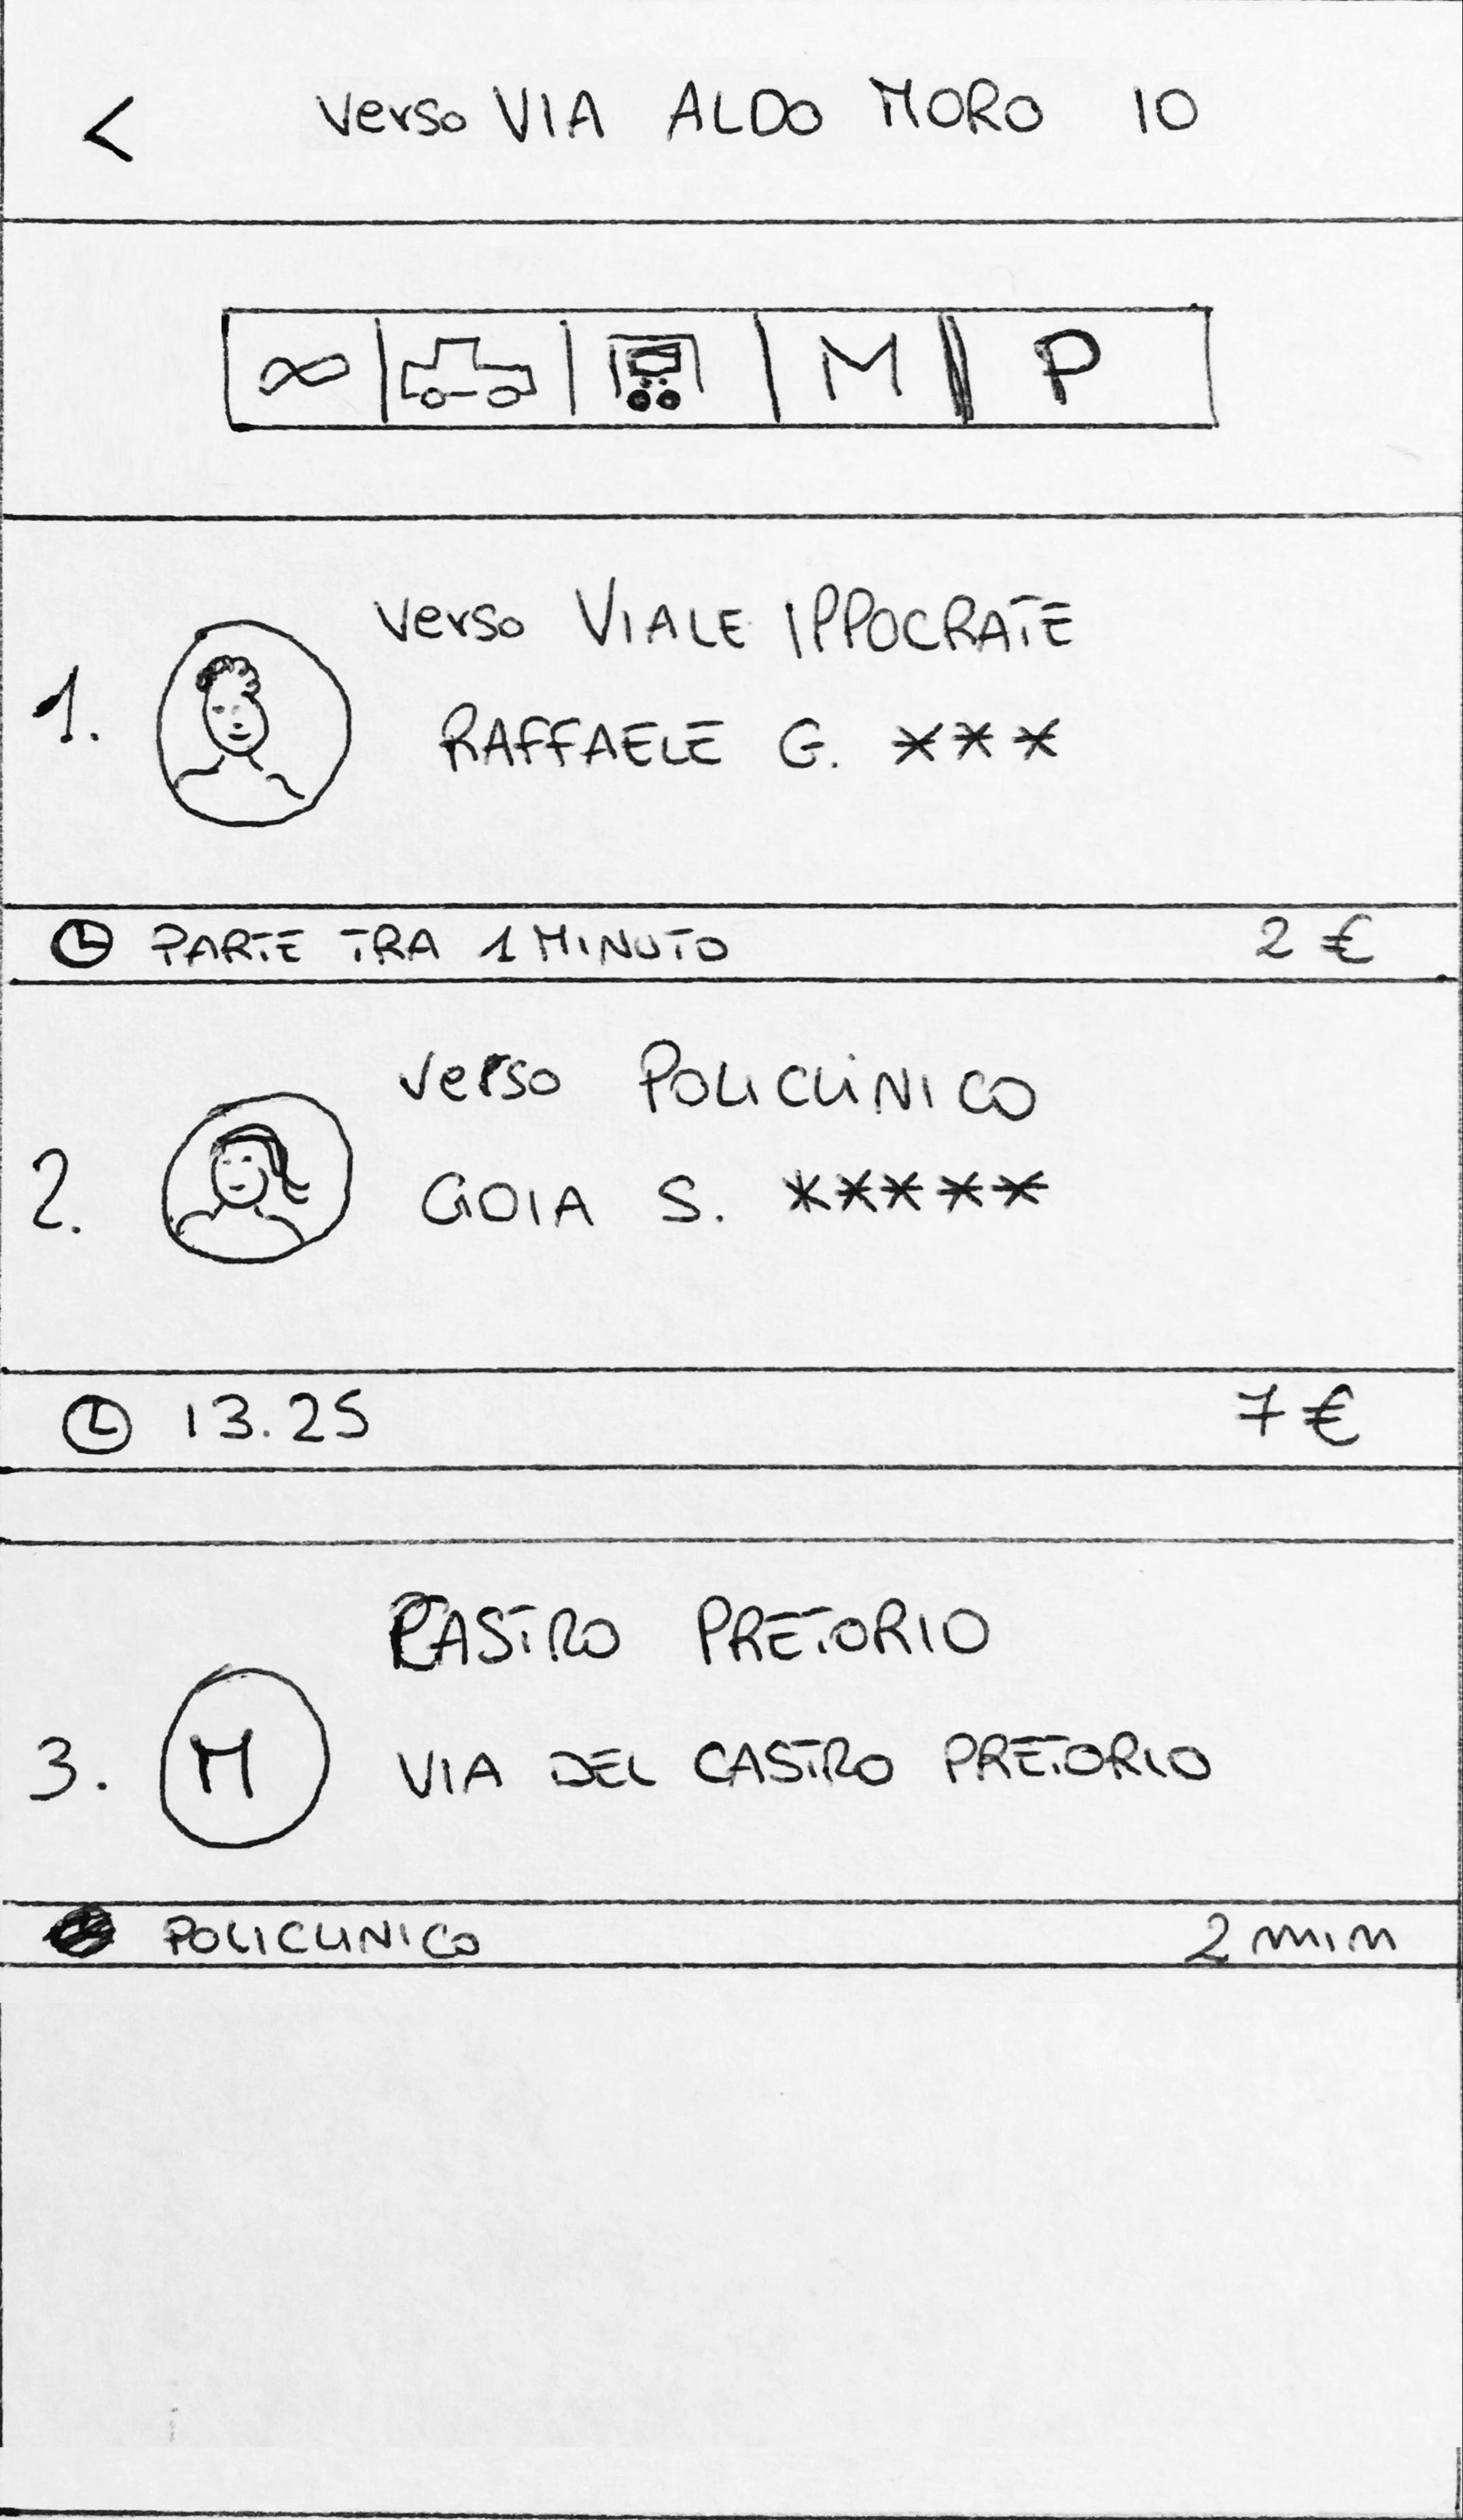 < verso VIA ALDO MORO 10
∞ M P
verso VIALE IPPOCRATE
1. RAFFAELE G. ***
PARTE TRA 1 MINUTO 2 €
verso POLICLINICO
2. GOIA S. *****
13.25 7 €
CASTRO PRETORIO
3. M VIA DEL CASTRO PRETORIO
POLICLINICO 2 min